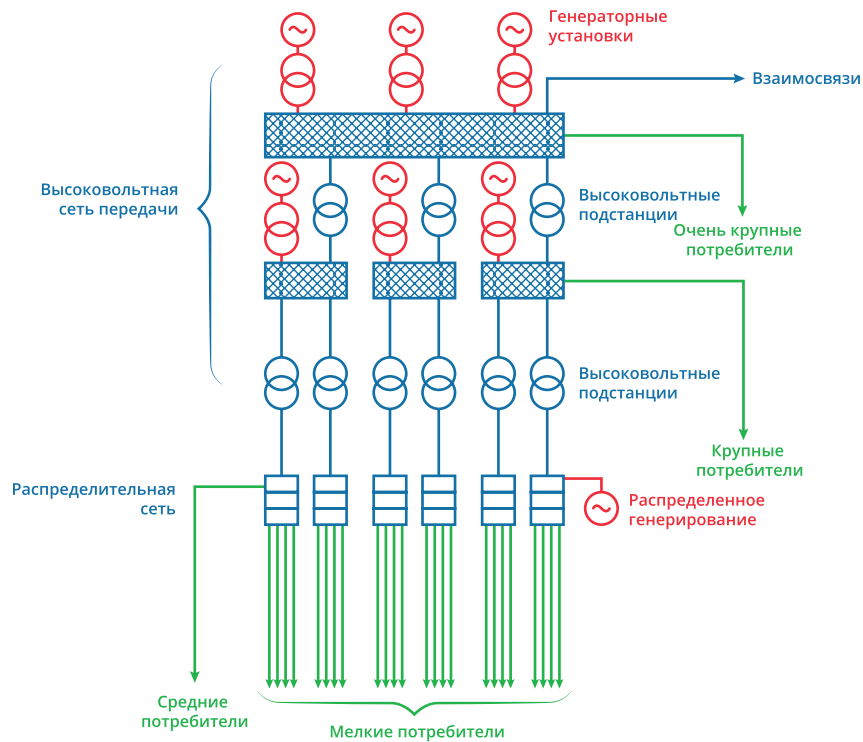 Генераторные
установки
Взаимосвязи
Высоковольтная
сеть передачи
Высоковольтные
подстанции
Очень крупные
потребители
Высоковольтные
подстанции
Крупные
потребители
Распределительная
сеть
Распределенное
генерирование
Средние
потребители
Мелкие потребители